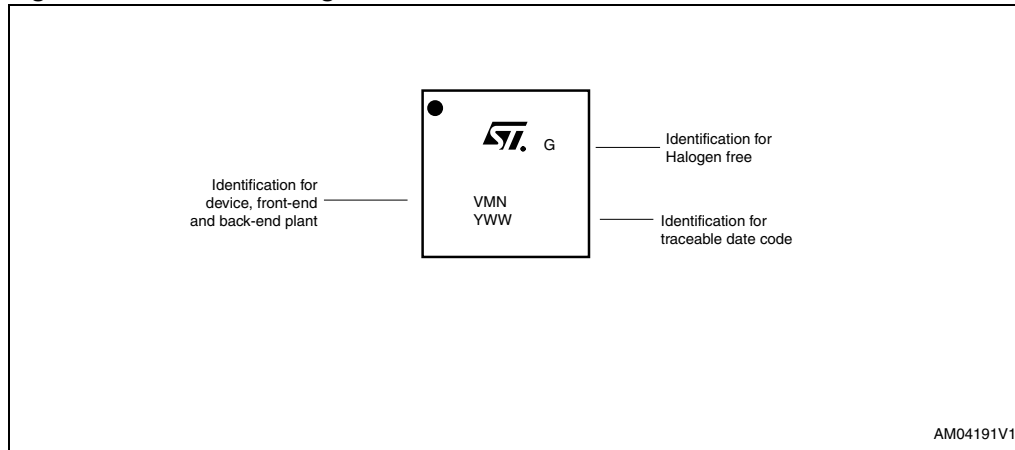 ST.
G
Identification for
Halogen free
Identification for
device, front-end
and back-end plant
VMN
YWW
Identification for
traceable date code
AM04191V1